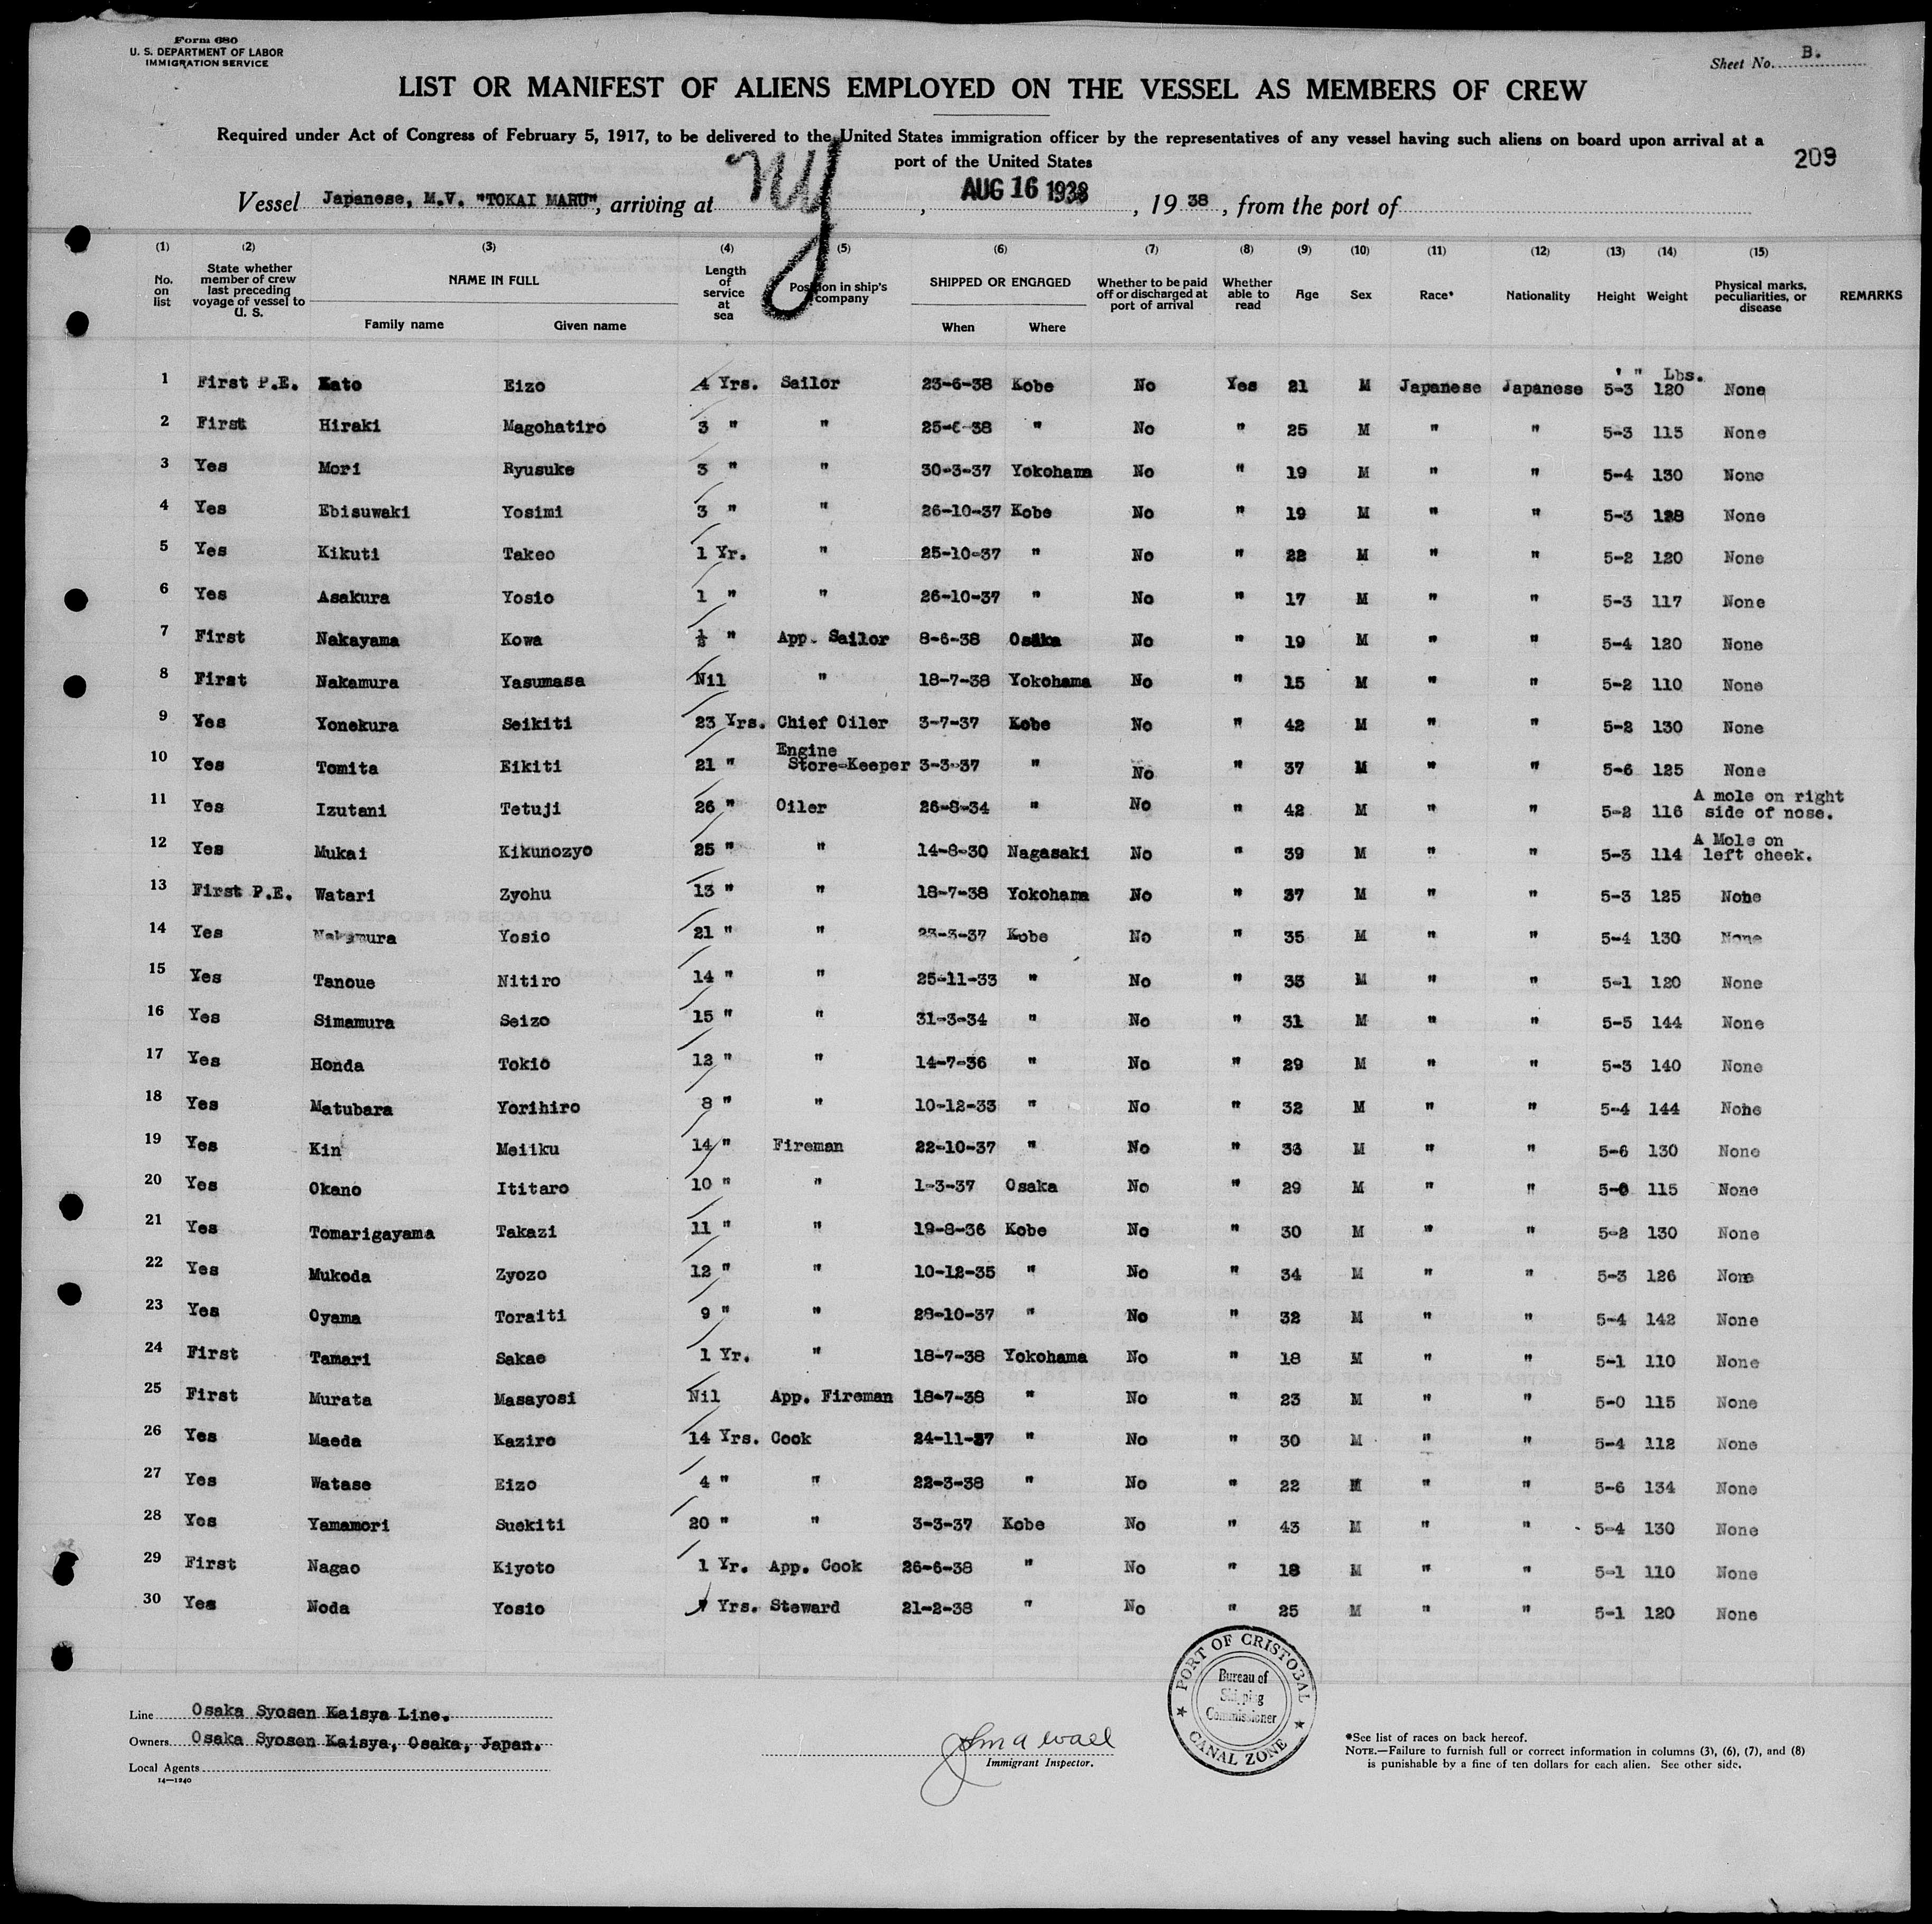 Form 680
U. S. DEPARTMENT OF LABOR
IMMIGRATION SERVICE
Sheet No. B.
LIST OR MANIFEST OF ALIENS EMPLOYED ON THE VESSEL AS MEMBERS OF CREW
Required under Act of Congress of February 5, 1917, to be delivered to the United States immigration officer by the representatives of any vessel having such aliens on board upon arrival at a
port of the United States
209
Vessel Japanese, M.V. "TOKAI MARU", arriving at NY, AUG 16 1938, 19 38, from the port of
(1) (2) (3) (4) (5) (6) (7) (8) (9) (10) (11) (12) (13) (14) (15)
No. on list State whether member of crew last preceding voyage of vessel to U. S. NAME IN FULL Family name Given name Length of service at sea Position in ship's company SHIPPED OR ENGAGED When Where Whether to be paid off or discharged at port of arrival Whether able to read Age Sex Race* Nationality Height Weight Physical marks, peculiarities, or disease REMARKS
' " Lbs.
1 First P.E. Kato Eizo 4 Yrs. Sailor 23-6-38 Kobe No Yes 21 M Japanese Japanese 5-3 120 None
2 First Hiraki Magohatiro 3 " " 25-6-38 " No " 25 M " " 5-3 115 None
3 Yes Mori Ryusuke 3 " " 30-3-37 Yokohama No " 19 M " " 5-4 130 None
4 Yes Ebisuwaki Yosimi 3 " " 26-10-37 Kobe No " 19 M " " 5-3 128 None
5 Yes Kikuti Takeo 1 Yr. " 25-10-37 " No " 22 M " " 5-2 120 None
6 Yes Asakura Yosio 1 " " 26-10-37 " No " 17 M " " 5-3 117 None
7 First Nakayama Kowa " App. Sailor 8-6-38 Osaka No " 19 M " " 5-4 120 None
8 First Nakamura Yasumasa Nil " 18-7-38 Yokohama No " 15 M " " 5-2 110 None
9 Yes Yonekura Seikiti 23 Yrs. Chief Oiler 3-7-37 Kobe No " 42 M " " 5-2 130 None
10 Yes Tomita Eikiti 21 " Engine Store-Keeper 3-3-37 " No " 37 M " " 5-6 125 None
11 Yes Izutani Tetuji 26 " Oiler 26-8-34 " No " 42 M " " 5-2 116 A mole on right side of nose.
12 Yes Mukai Kikunozyo 25 " " 14-8-30 Nagasaki No " 39 M " " 5-3 114 A Mole on left cheek.
13 First P.E. Watari Zyohu 13 " " 18-7-38 Yokohama No " 37 M " " 5-3 125 None
14 Yes Nakamura Yosio 21 " " 23-3-37 Kobe No " 35 M " " 5-4 130 None
15 Yes Tanoue Nitiro 14 " " 25-11-33 " No " 33 M " " 5-1 120 None
16 Yes Simamura Seizo 15 " " 31-3-34 " No " 31 M " " 5-5 144 None
17 Yes Honda Tokio 12 " " 14-7-36 " No " 29 M " " 5-3 140 None
18 Yes Matubara Yorihiro 8 " " 10-12-33 " No " 32 M " " 5-4 144 None
19 Yes Kin Meiiku 14 " Fireman 22-10-37 " No " 33 M " " 5-6 130 None
20 Yes Okano Ititaro 10 " " 1-3-37 Osaka No " 29 M " " 5-0 115 None
21 Yes Tomarigayama Takazi 11 " " 19-8-36 Kobe No " 30 M " " 5-2 130 None
22 Yes Mukoda Zyozo 12 " " 10-12-35 " No " 34 M " " 5-3 126 None
23 Yes Oyama Toraiti 9 " " 28-10-37 " No " 32 M " " 5-4 142 None
24 First Tamari Sakae 1 Yr. " 18-7-38 Yokohama No " 18 M " " 5-1 110 None
25 First Murata Masayosi Nil App. Fireman 18-7-38 " No " 23 M " " 5-0 115 None
26 Yes Maeda Kaziro 14 Yrs. Cook 24-11-37 " No " 30 M " " 5-4 112 None
27 Yes Watase Eizo 4 " " 22-3-38 " No " 22 M " " 5-6 134 None
28 Yes Yamamori Suekiti 20 " " 3-3-37 Kobe No " 43 M " " 5-4 130 None
29 First Nagao Kiyoto 1 Yr. App. Cook 26-6-38 " No " 18 M " " 5-1 110 None
30 Yes Noda Yosio Yrs. Steward 21-2-38 " No " 25 M " " 5-1 120 None
PORT OF CRISTOBAL
Bureau of
Shipping
Commissioner
CANAL ZONE
Line Osaka Syosen Kaisya Line.
Owners Osaka Syosen Kaisya, Osaka, Japan.
Local Agents
14—1240
Immigrant Inspector.
*See list of races on back hereof.
NOTE.—Failure to furnish full or correct information in columns (3), (6), (7), and (8)
is punishable by a fine of ten dollars for each alien. See other side.